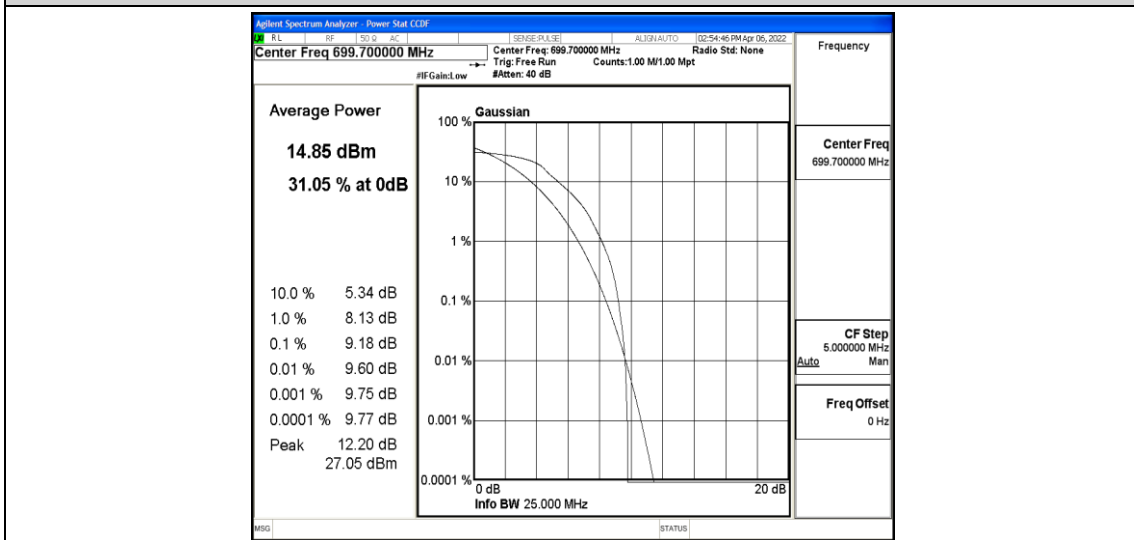 Agilent Spectrum Analyzer - Power Stat CCDF
RL RF 50 Ω AC SENSE:PULSE ALIGNAUTO 02:54:46 PM Apr 06, 2022
Center Freq 699.700000 MHz
Center Freq: 699.700000 MHz Radio Std: None
Trig: Free Run Counts:1.00 M/1.00 Mpt
#IFGain:Low #Atten: 40 dB
Frequency
Average Power
14.85 dBm
31.05 % at 0dB
10.0 % 5.34 dB
1.0 % 8.13 dB
0.1 % 9.18 dB
0.01 % 9.60 dB
0.001 % 9.75 dB
0.0001 % 9.77 dB
Peak 12.20 dB
27.05 dBm
Gaussian
100 %
10 %
1 %
0.1 %
0.01 %
0.001 %
0.0001 %
0 dB 20 dB
Info BW 25.000 MHz
Center Freq
699.700000 MHz
CF Step
5.000000 MHz
Auto Man
Freq Offset
0 Hz
MSG STATUS